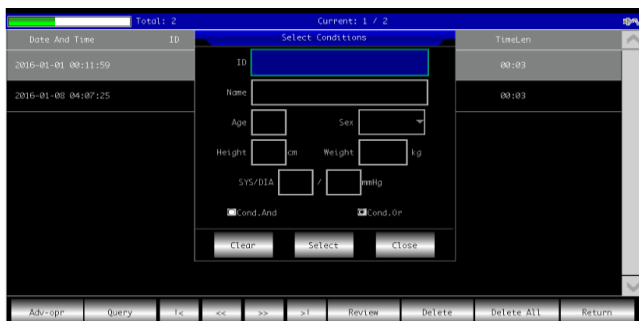 Total: 2 Current: 1 / 2
Date And Time ID Select Conditions TimeLen
ID
2016-01-01 00:11:59 00:03
Name
2016-01-08 04:07:25 00:03
Age Sex
Height cm Weight kg
SYS/DIA / mmHg
Cond.And Cond.Or
Clear Select Close
Adv-opr Query |< << >> >| Review Delete Delete All Return